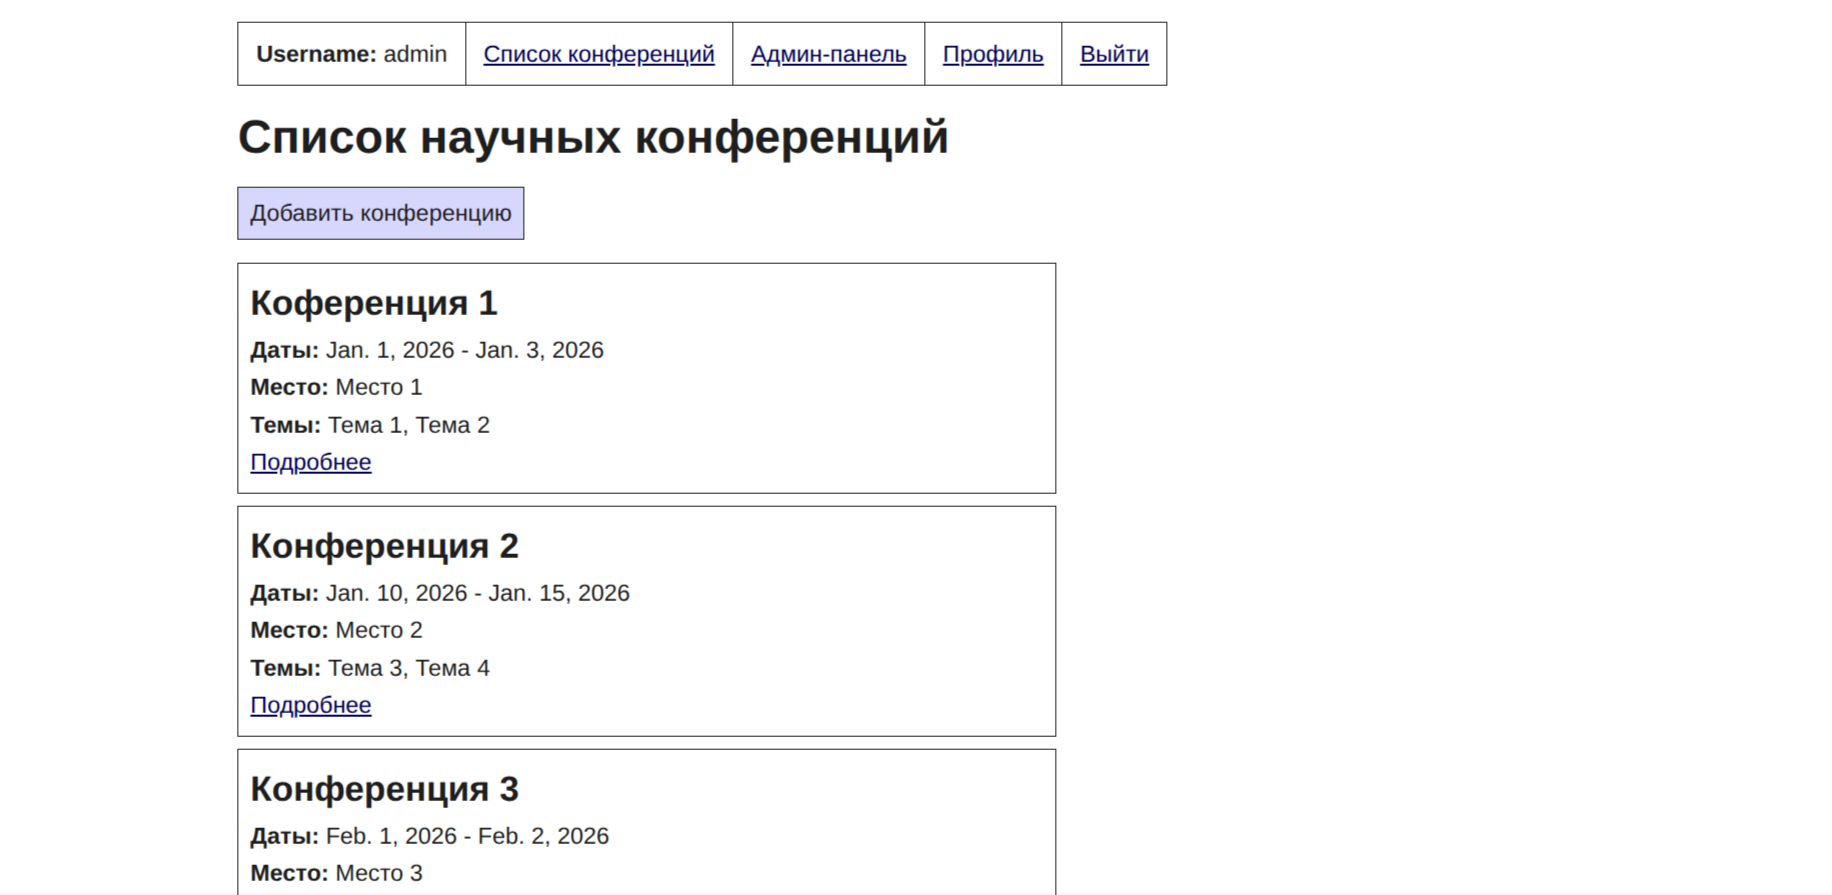 Username: admin Список конференций Админ-панель Профиль Выйти
Список научных конференций
Добавить конференцию
Коференция 1
Даты: Jan. 1, 2026 - Jan. 3, 2026
Место: Место 1
Темы: Тема 1, Тема 2
Подробнее
Конференция 2
Даты: Jan. 10, 2026 - Jan. 15, 2026
Место: Место 2
Темы: Тема 3, Тема 4
Подробнее
Конференция 3
Даты: Feb. 1, 2026 - Feb. 2, 2026
Место: Место 3